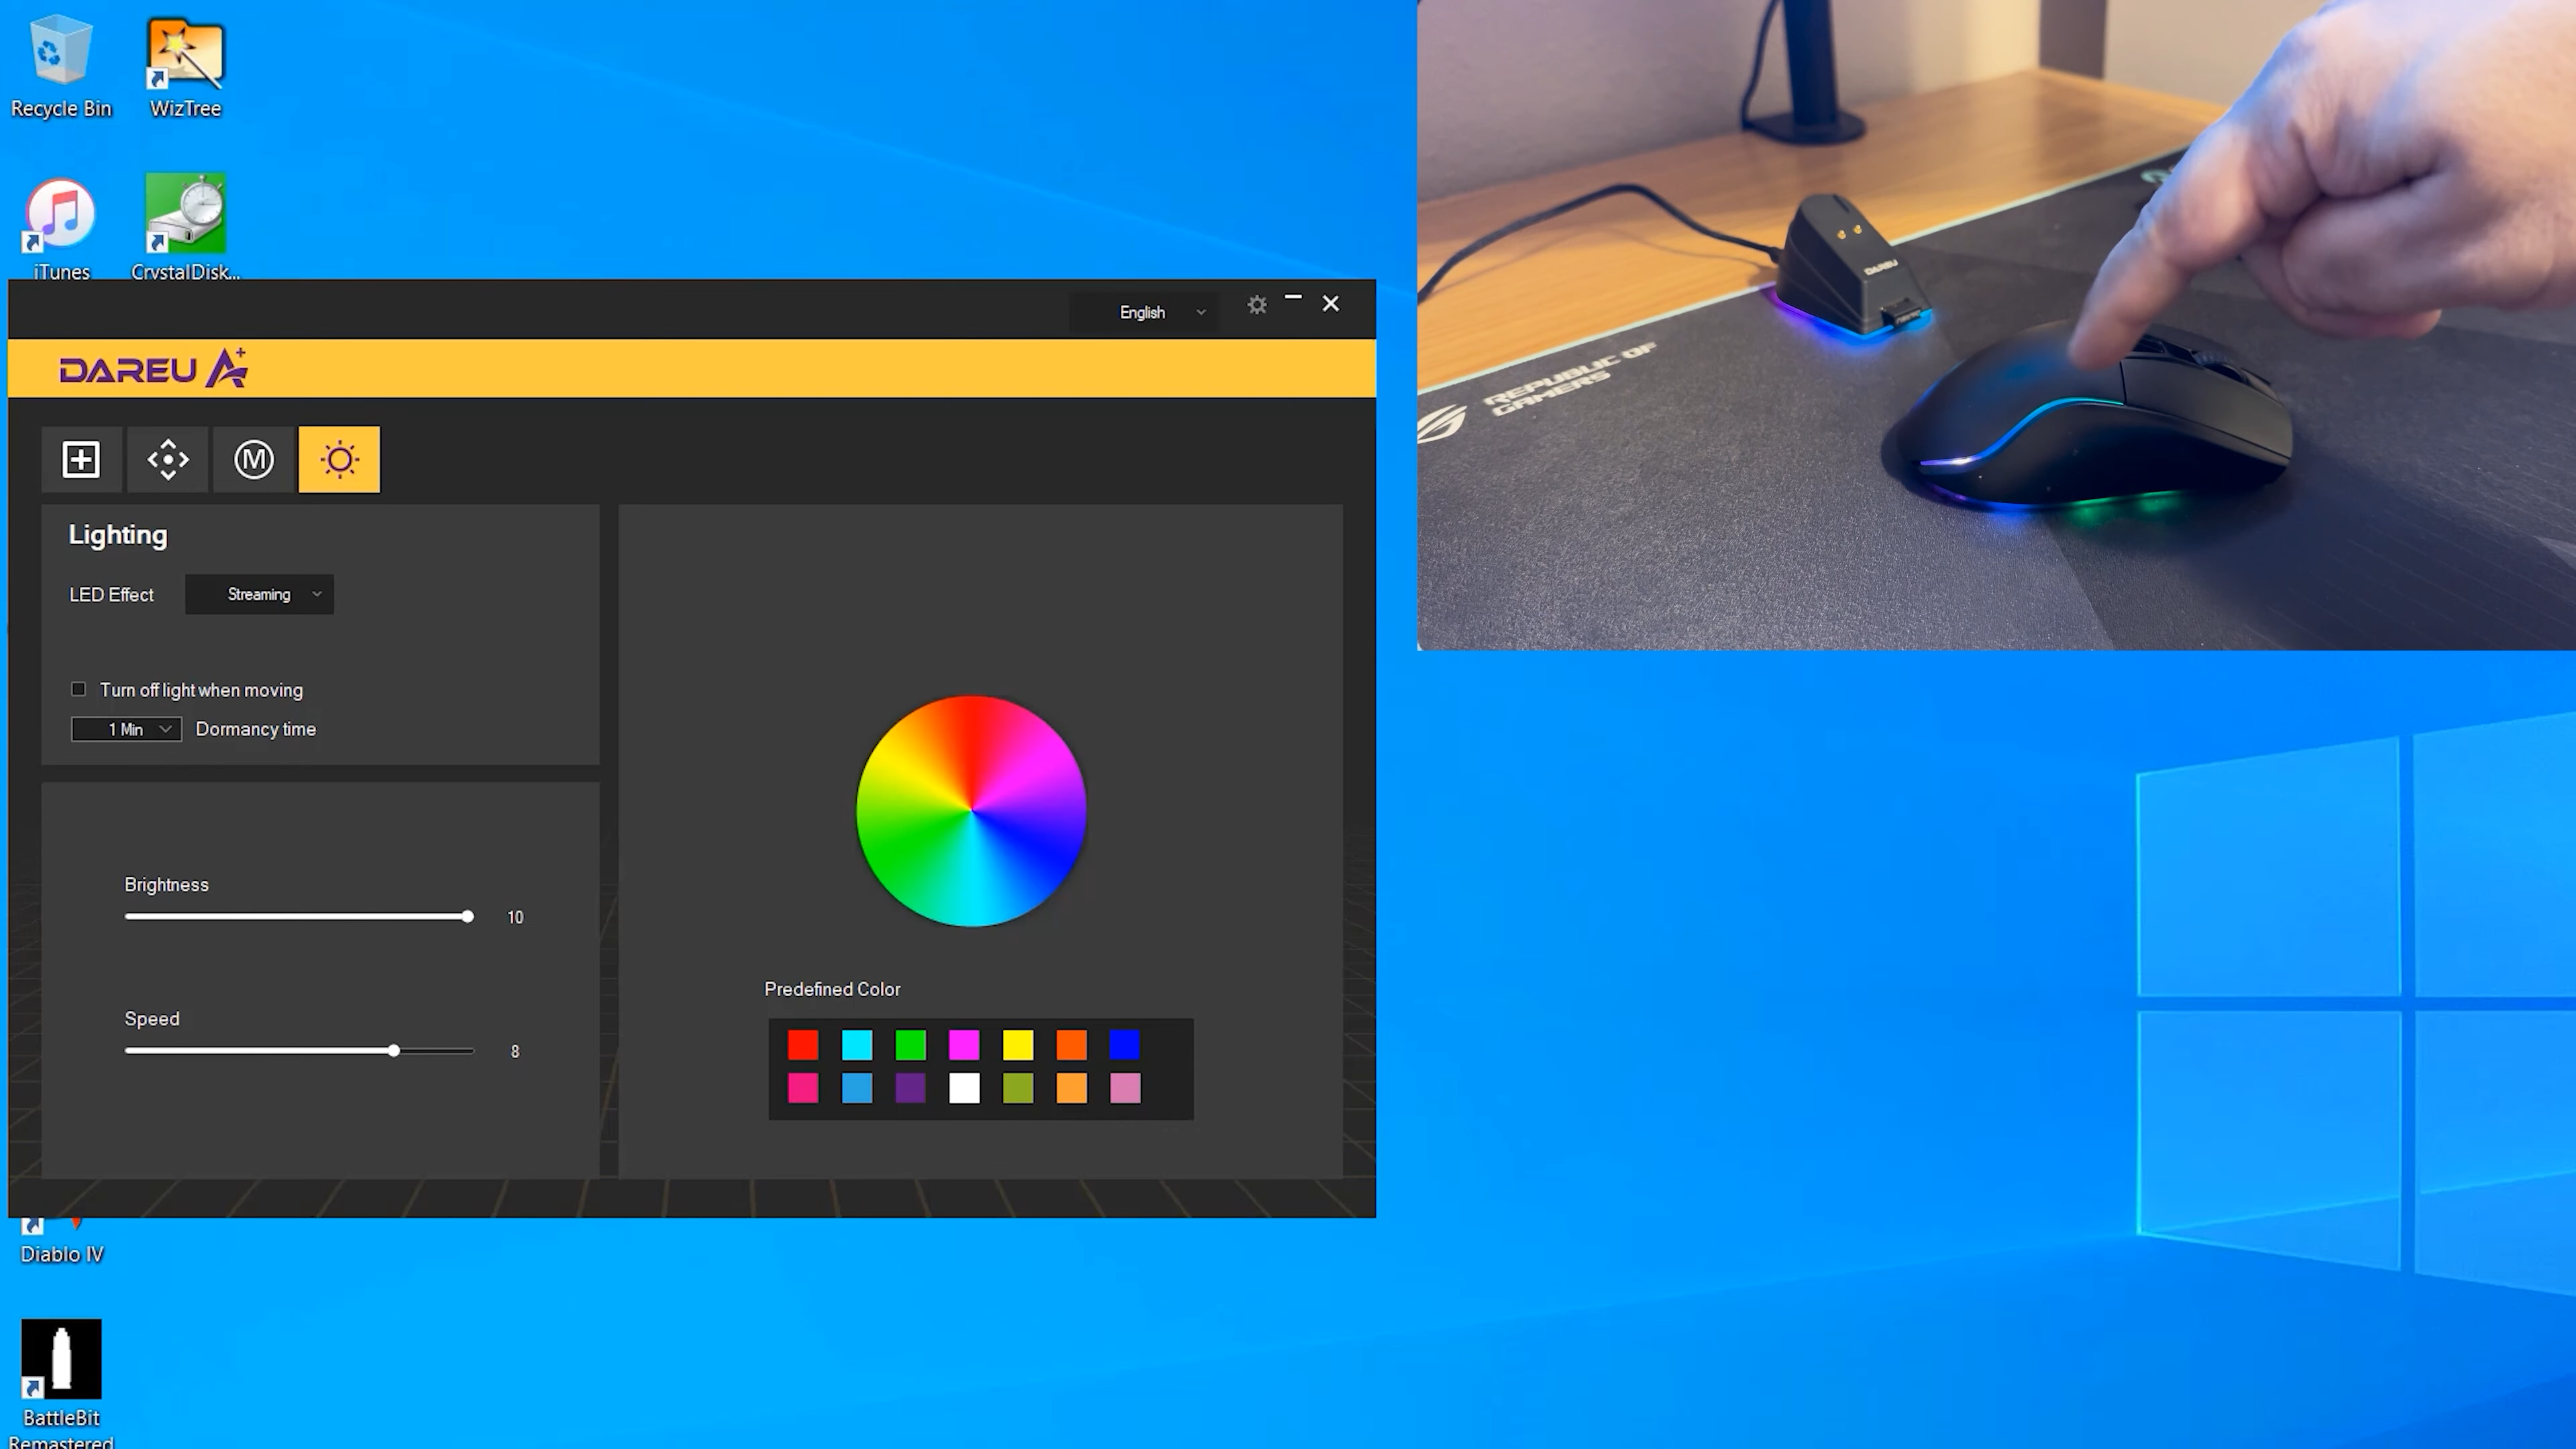 Recycle Bin
WizTree
iTunes
CrystalDisk...
English
DAREU A+
M
Lighting
LED Effect
Streaming
Turn off light when moving
1 Min
Dormancy time
Brightness
10
Speed
8
Predefined Color
Diablo IV
BattleBit
Remastered
DAREU
REPUBLIC OF
GAMERS